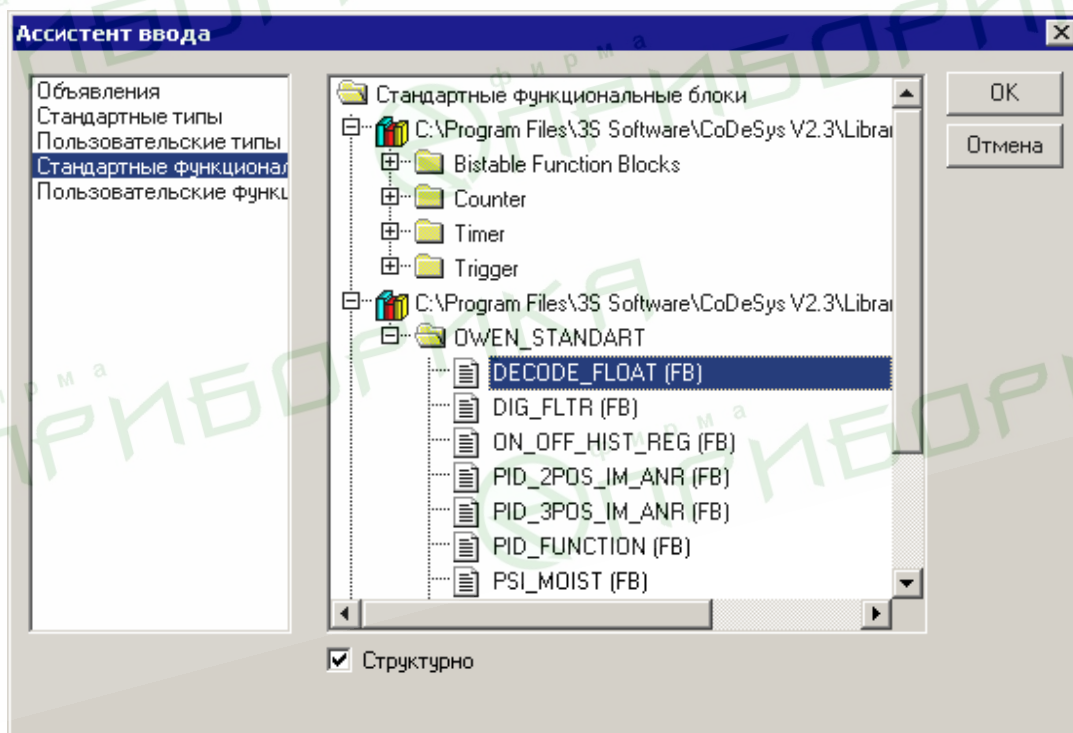 Ассистент ввода
Объявления
Стандартные типы
Пользовательские типы
Стандартные функционал
Пользовательские функц
Стандартные функциональные блоки
C:\Program Files\3S Software\CoDeSys V2.3\Librar
Bistable Function Blocks
Counter
Timer
Trigger
C:\Program Files\3S Software\CoDeSys V2.3\Librar
OWEN_STANDART
DECODE_FLOAT (FB)
DIG_FLTR (FB)
ON_OFF_HIST_REG (FB)
PID_2POS_IM_ANR (FB)
PID_3POS_IM_ANR (FB)
PID_FUNCTION (FB)
PSI_MOIST (FB)
Структурно
OK
Отмена
фирма
ПРИБОРИКА